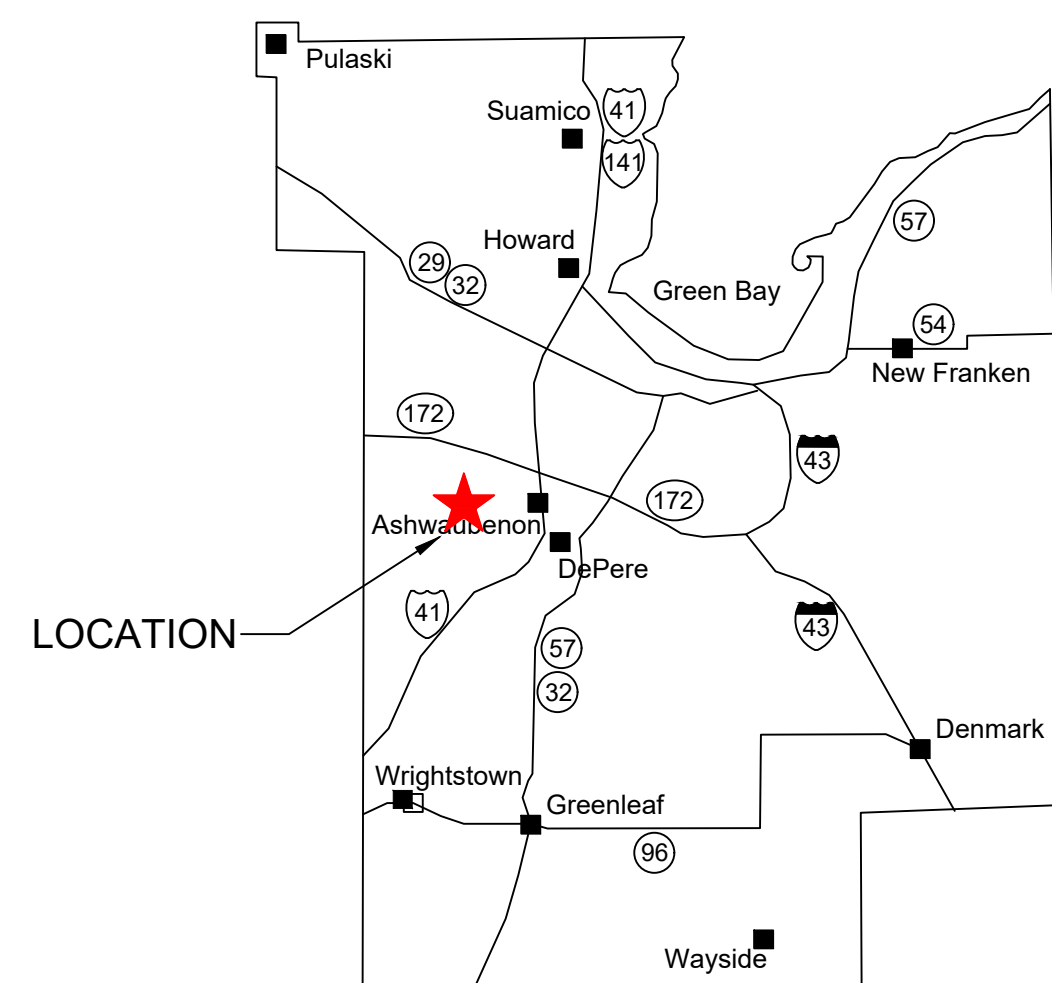 Pulaski
Suamico
41
141
57
Howard
29
32
Green Bay
54
New Franken
172
43
172
Ashwaubenon
DePere
41
43
LOCATION
57
32
Denmark
Wrightstown
Greenleaf
96
Wayside